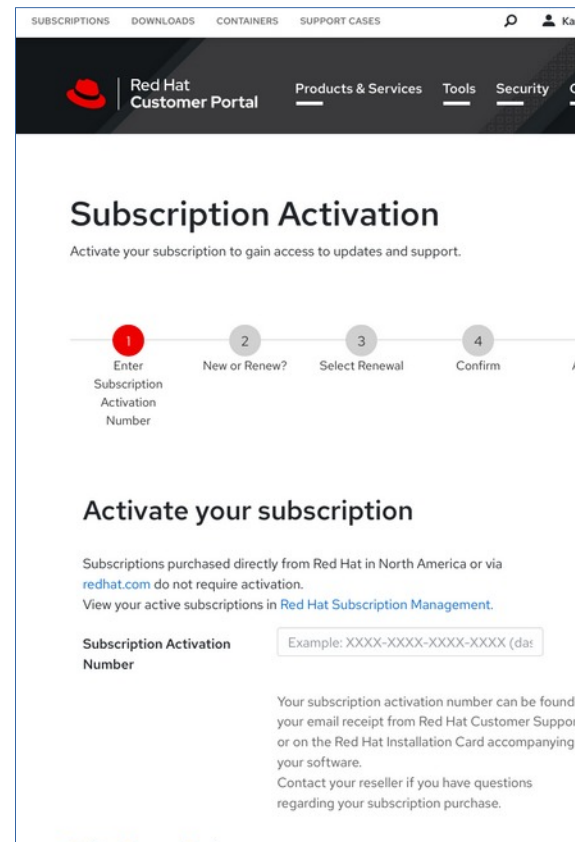 SUBSCRIPTIONS DOWNLOADS CONTAINERS SUPPORT CASES Ka
Red Hat
Customer Portal
Products & Services Tools Security
Subscription Activation
Activate your subscription to gain access to updates and support.
1 2 3 4
Enter Subscription Activation Number
New or Renew? Select Renewal Confirm A
Activate your subscription
Subscriptions purchased directly from Red Hat in North America or via
redhat.com do not require activation.
View your active subscriptions in Red Hat Subscription Management.
Subscription Activation
Number
Example: XXXX-XXXX-XXXX-XXXX (das
Your subscription activation number can be found
your email receipt from Red Hat Customer Suppor
or on the Red Hat Installation Card accompanying
your software.
Contact your reseller if you have questions
regarding your subscription purchase.